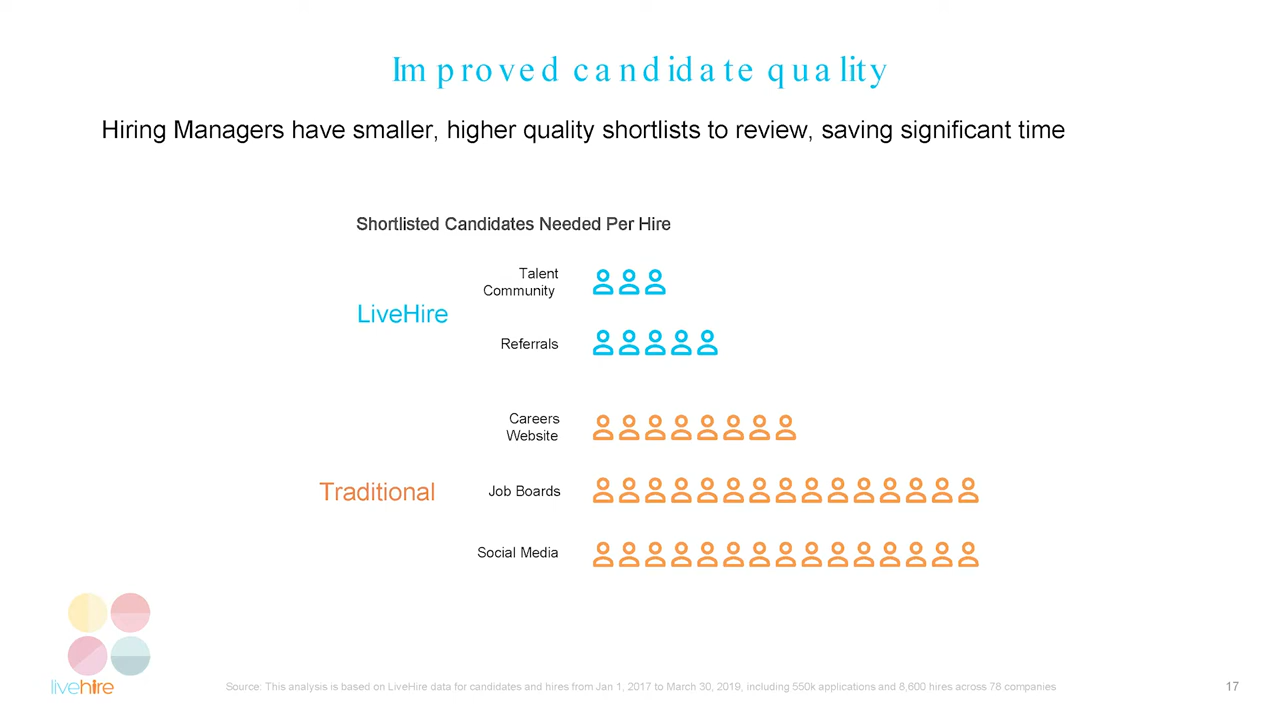 Improved candidate quality
Hiring Managers have smaller, higher quality shortlists to review, saving significant time
Shortlisted Candidates Needed Per Hire
LiveHire
Talent
Community
Referrals
Traditional
Careers
Website
Job Boards
Social Media
livehire
Source: This analysis is based on LiveHire data for candidates and hires from Jan 1, 2017 to March 30, 2019, including 550k applications and 8,600 hires across 78 companies
17